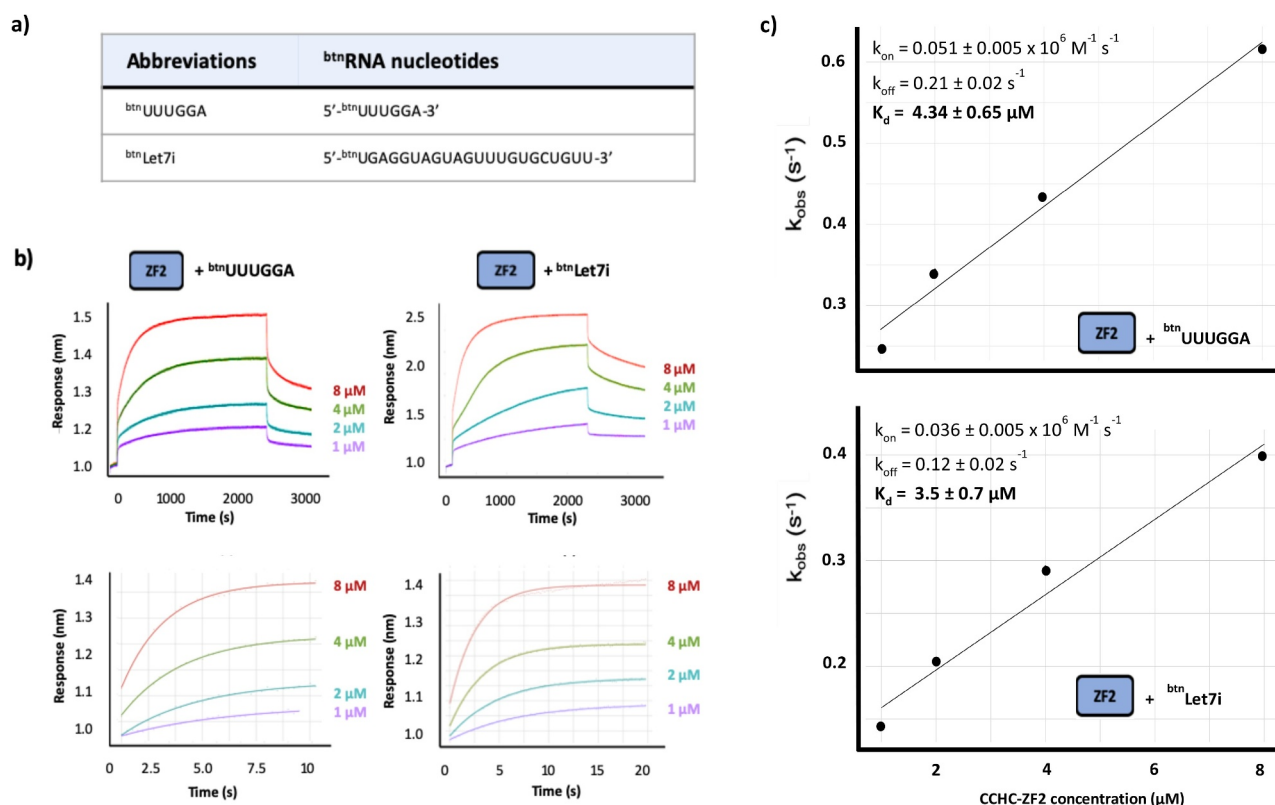 a)
Abbreviations btnRNA nucleotides
btnUUUGGA 5′-btnUUUGGA-3′
btnLet7i 5′-btnUGAGGUAGUAGUUUGUGCUGUU-3′
b)
ZF2 + btnUUUGGA
Response (nm)
1.5
1.4
1.3
1.2
1.0
8 µM
4 µM
2 µM
1 µM
0 1000 2000 3000
Time (s)
ZF2 + btnLet7i
Response (nm)
2.5
2.0
1.5
1.0
8 µM
4 µM
2 µM
1 µM
0 1000 2000 3000
Time (s)
Response (nm)
1.4
1.3
1.2
1.1
1.0
8 µM
4 µM
2 µM
1 µM
0 2.5 5.0 7.5 10
Time (s)
Response (nm)
1.4
1.3
1.2
1.1
1.0
8 µM
4 µM
2 µM
1 µM
0 5 10 15 20
Time (s)
c)
kon = 0.051 ± 0.005 x 10⁶ M⁻¹ s⁻¹
koff = 0.21 ± 0.02 s⁻¹
Kd = 4.34 ± 0.65 µM
kobs (s⁻¹)
0.6
0.5
0.4
0.3
ZF2 + btnUUUGGA
kon = 0.036 ± 0.005 x 10⁶ M⁻¹ s⁻¹
koff = 0.12 ± 0.02 s⁻¹
Kd = 3.5 ± 0.7 µM
kobs (s⁻¹)
0.4
0.3
0.2
ZF2 + btnLet7i
2 4 6 8
CCHC-ZF2 concentration (µM)